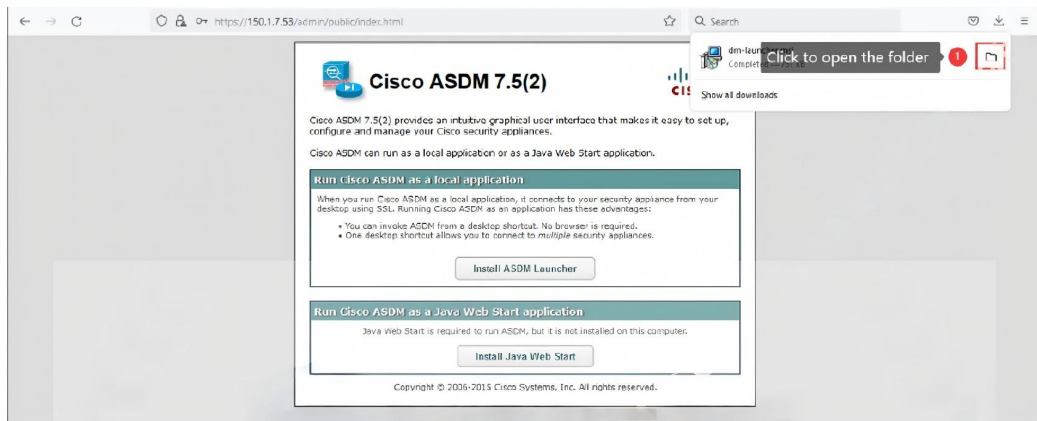 https://150.1.7.53/admin/public/index.html
Search
dm-launcher.msi
Click to open the folder
1
Completed —
Show all downloads
Cisco ASDM 7.5(2)
Cisco ASDM 7.5(2) provides an intuitive graphical user interface that makes it easy to set up,
configure and manage your Cisco security appliances.
Cisco ASDM can run as a local application or as a Java Web Start application.
Run Cisco ASDM as a local application
When you run Cisco ASDM as a local application, it connects to your security appliance from your
desktop using SSL. Running Cisco ASDM as an application has these advantages:
• You can invoke ASDM from a desktop shortcut. No browser is required.
• One desktop shortcut allows you to connect to multiple security appliances.
Install ASDM Launcher
Run Cisco ASDM as a Java Web Start application
Java Web Start is required to run ASDM, but it is not installed on this computer.
Install Java Web Start
Copyright © 2006-2015 Cisco Systems, Inc. All rights reserved.